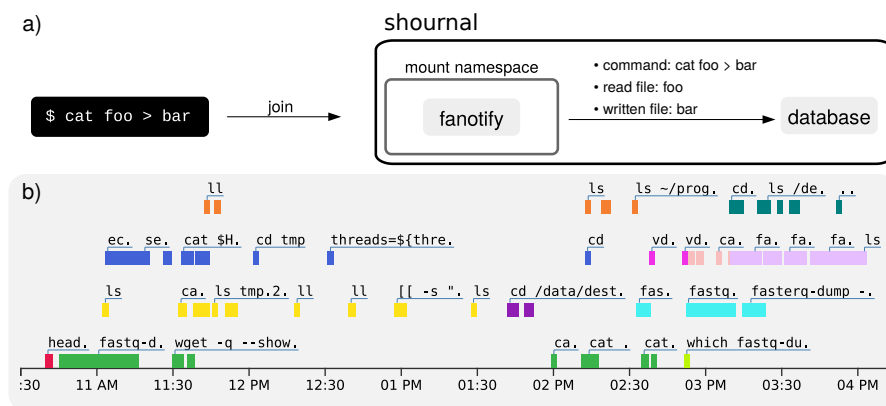 a)
shournal
mount namespace
$ cat foo > bar
join
fanotify
• command: cat foo > bar
• read file: foo
• written file: bar
database
b)
ll ls ls ~/prog. cd. ls /de. ..
ec. se. cat $H. cd tmp threads=${thre. cd vd. vd. ca. fa. fa. fa. ls
ls ca. ls tmp.2. ll ll [[ -s ". ls cd /data/dest. fas. fastq. fasterq-dump -.
head. fastq-d. wget -q --show. ca. cat . cat. which fastq-du.
:30 11 AM 11:30 12 PM 12:30 01 PM 01:30 02 PM 02:30 03 PM 03:30 04 PM